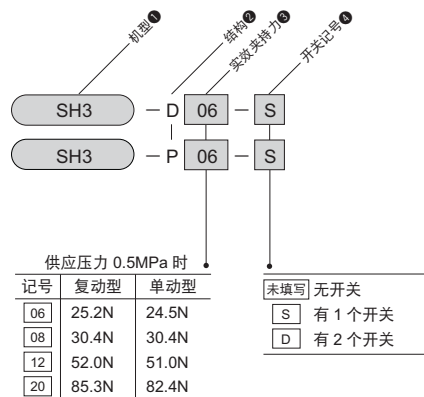 机型❶
结构❷
实效夹持力❸
开关记号❹
SH3 － D 06 － S
SH3 － P 06 － S
供应压力 0.5MPa 时
记号 复动型 单动型
06 25.2N 24.5N
08 30.4N 30.4N
12 52.0N 51.0N
20 85.3N 82.4N
未填写 无开关
S 有 1 个开关
D 有 2 个开关